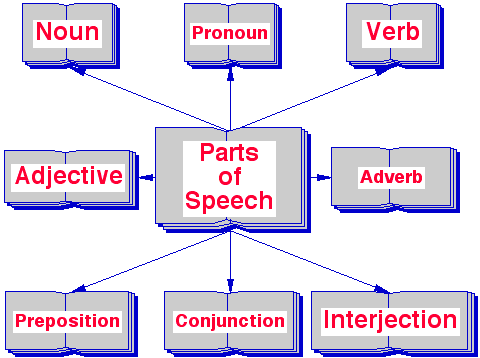 Noun
Pronoun
Verb
Parts
of
Speech
Adjective
Adverb
Preposition
Conjunction
Interjection